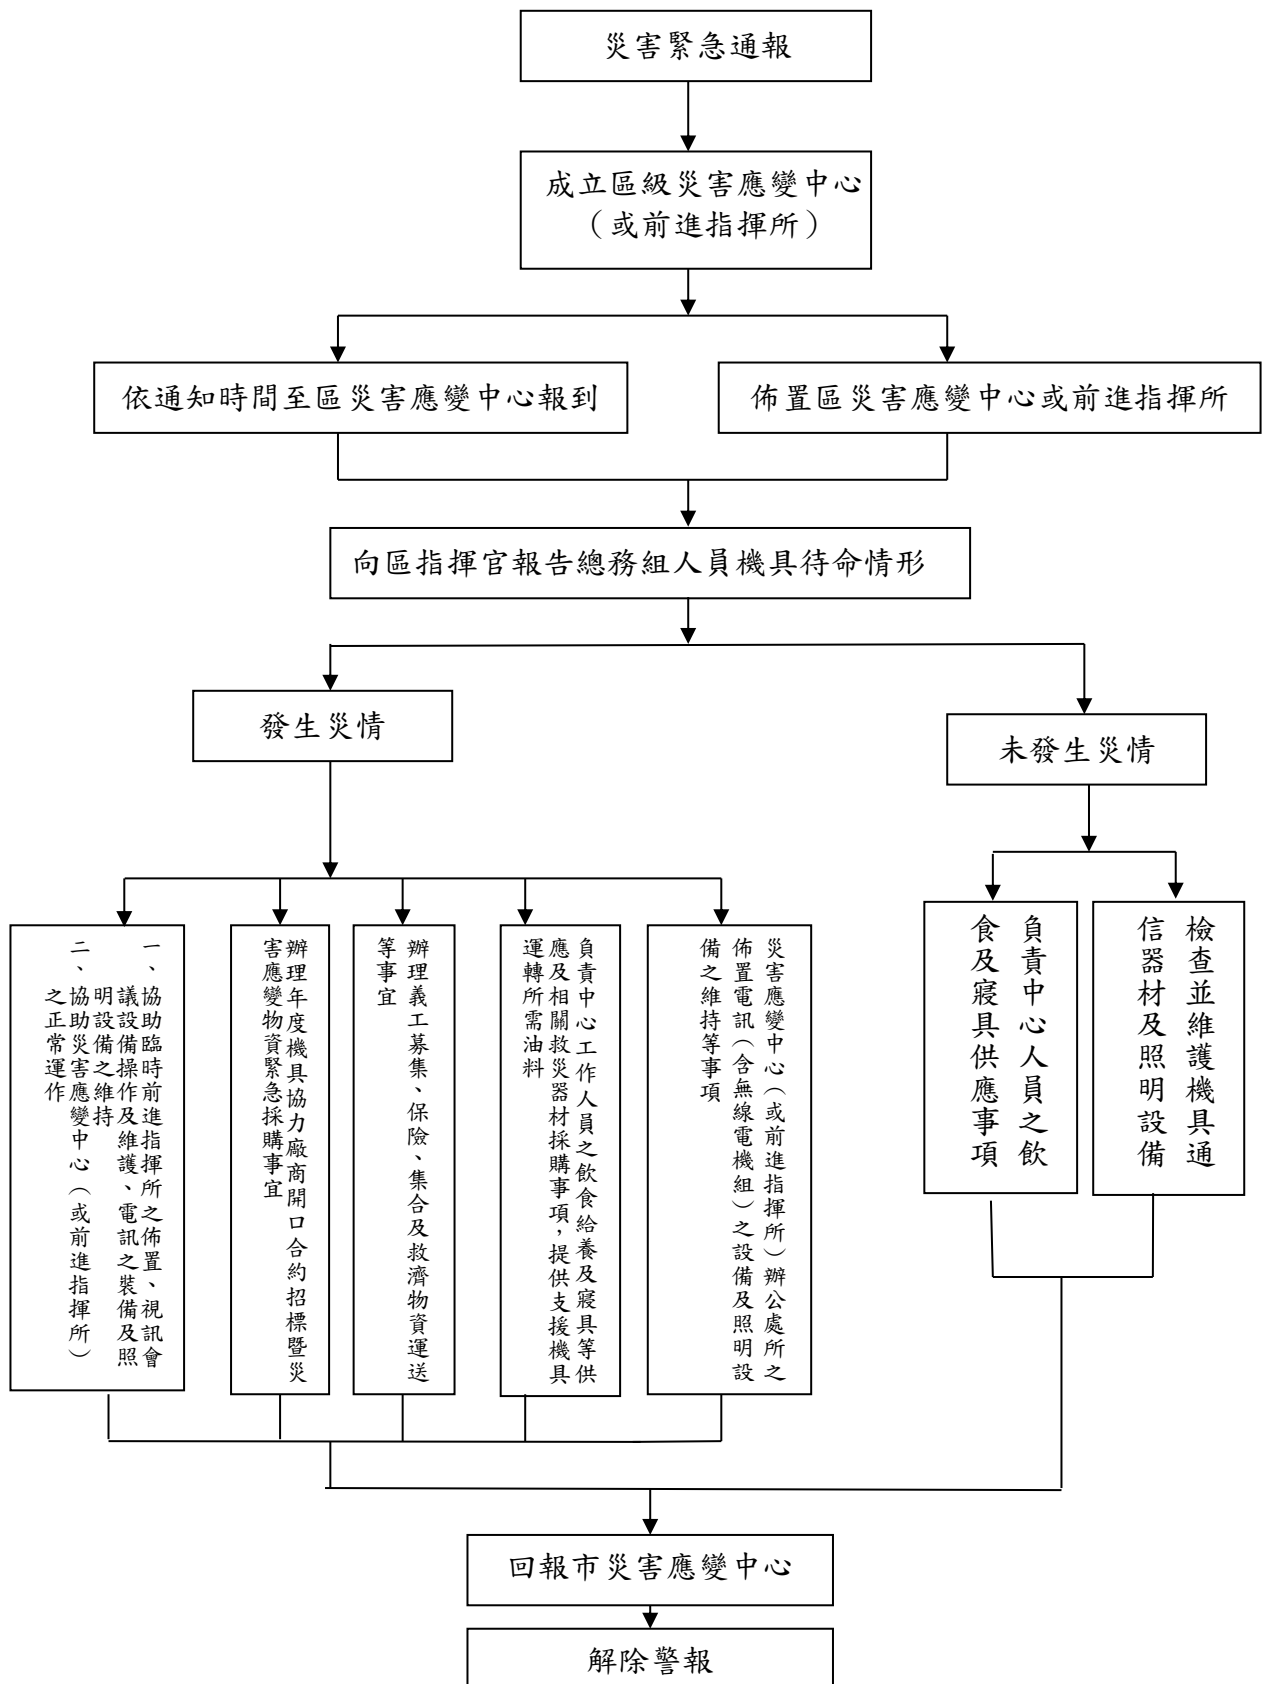 災害緊急通報
成立區級災害應變中心
（或前進指揮所）
依通知時間至區災害應變中心報到
佈置區災害應變中心或前進指揮所
向區指揮官報告總務組人員機具待命情形
發生災情
未發生災情
一、協助臨時前進指揮所之佈置、視訊會
議設備操作及維護、電訊之裝備及照
明設備之維持
二、協助災害應變中心（或前進指揮所）
之正常運作
辦理年度機具協力廠商開口合約招標暨災
害應變物資緊急採購事宜
辦理義工募集、保險、集合及救濟物資運送
等事宜
負責中心工作人員之飲食給養及寢具等供
應及相關救災器材採購事項，提供支援機具
運轉所需油料
災害應變中心（或前進指揮所）辦公處所之
佈置電訊（含無線電機組）之設備及照明設
備之維持等事項
負責中心人員之飲
食及寢具供應事項
檢查並維護機具通
信器材及照明設備
回報市災害應變中心
解除警報